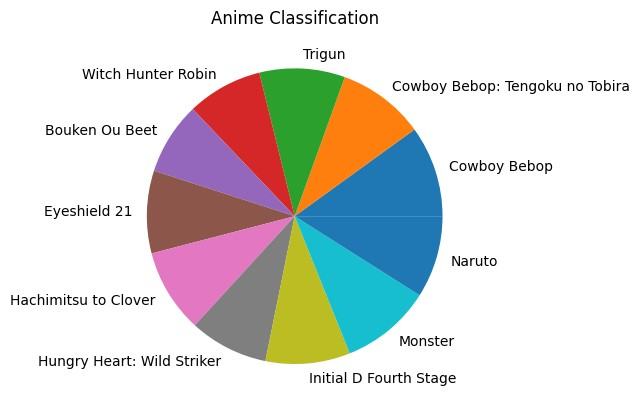 Anime Classification
Trigun
Witch Hunter Robin
Cowboy Bebop: Tengoku no Tobira
Bouken Ou Beet
Cowboy Bebop
Eyeshield 21
Naruto
Hachimitsu to Clover
Monster
Hungry Heart: Wild Striker
Initial D Fourth Stage